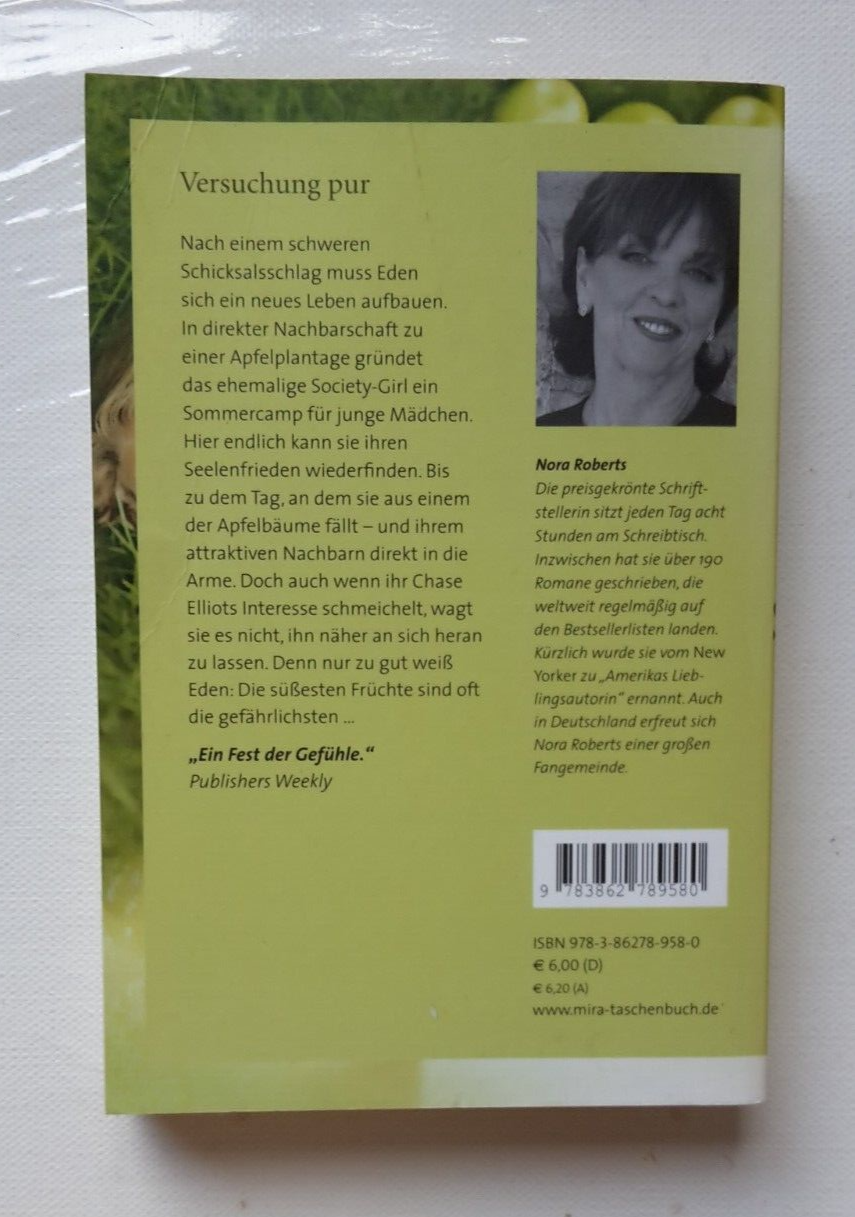 Versuchung pur
Nach einem schweren
Schicksalsschlag muss Eden
sich ein neues Leben aufbauen.
In direkter Nachbarschaft zu
einer Apfelplantage gründet
das ehemalige Society-Girl ein
Sommercamp für junge Mädchen.
Hier endlich kann sie ihren
Seelenfrieden wiederfinden. Bis
zu dem Tag, an dem sie aus einem
der Apfelbäume fällt – und ihrem
attraktiven Nachbarn direkt in die
Arme. Doch auch wenn ihr Chase
Elliots Interesse schmeichelt, wagt
sie es nicht, ihn näher an sich heran
zu lassen. Denn nur zu gut weiß
Eden: Die süßesten Früchte sind oft
die gefährlichsten ...
„Ein Fest der Gefühle.“
Publishers Weekly
Nora Roberts
Die preisgekrönte Schrift-
stellerin sitzt jeden Tag acht
Stunden am Schreibtisch.
Inzwischen hat sie über 190
Romane geschrieben, die
weltweit regelmäßig auf
den Bestsellerlisten landen.
Kürzlich wurde sie vom New
Yorker zu „Amerikas Lieb-
lingsautorin“ ernannt. Auch
in Deutschland erfreut sich
Nora Roberts einer großen
Fangemeinde.
9 783862 789580
ISBN 978-3-86278-958-0
€ 6,00 (D)
€ 6,20 (A)
www.mira-taschenbuch.de